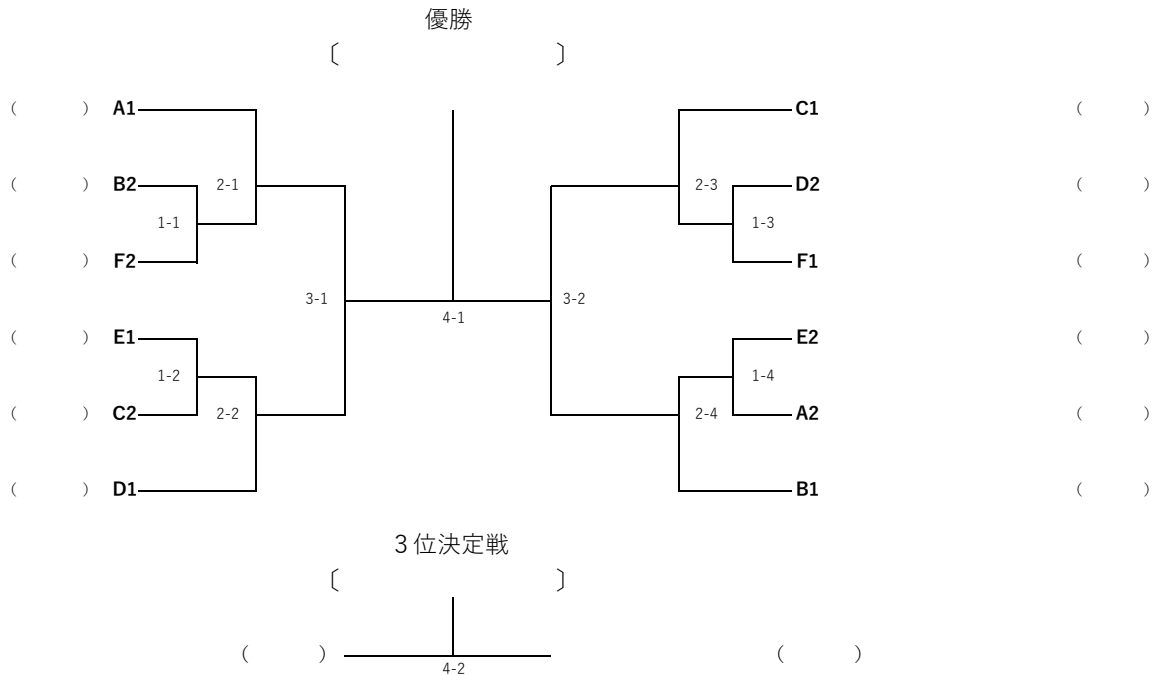 優勝
〔 〕
( ) A1 C1 ( )
( ) B2 2-1 2-3 D2 ( )
1-1 1-3
( ) F2 F1 ( )
3-1 3-2
4-1
( ) E1 E2 ( )
1-2 1-4
( ) C2 2-2 2-4 A2 ( )
( ) D1 B1 ( )
3位決定戦
〔 〕
( ) ( )
4-2